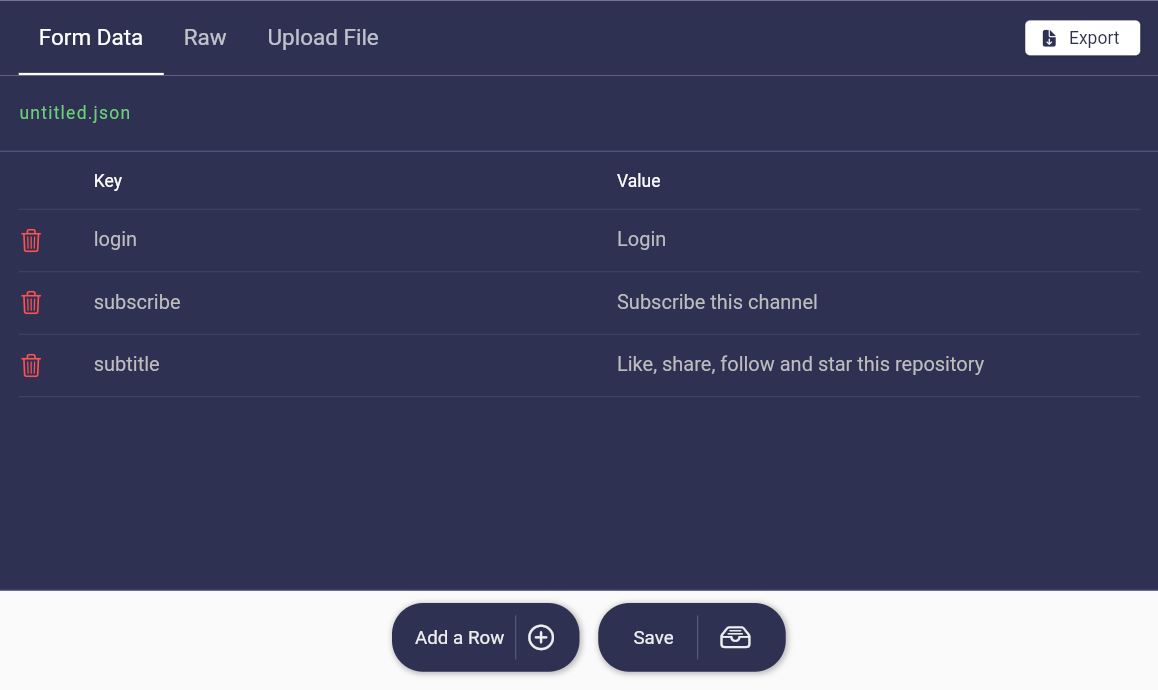 Form Data Raw Upload File Export
untitled.json
Key Value
login Login
subscribe Subscribe this channel
subtitle Like, share, follow and star this repository
Add a Row Save